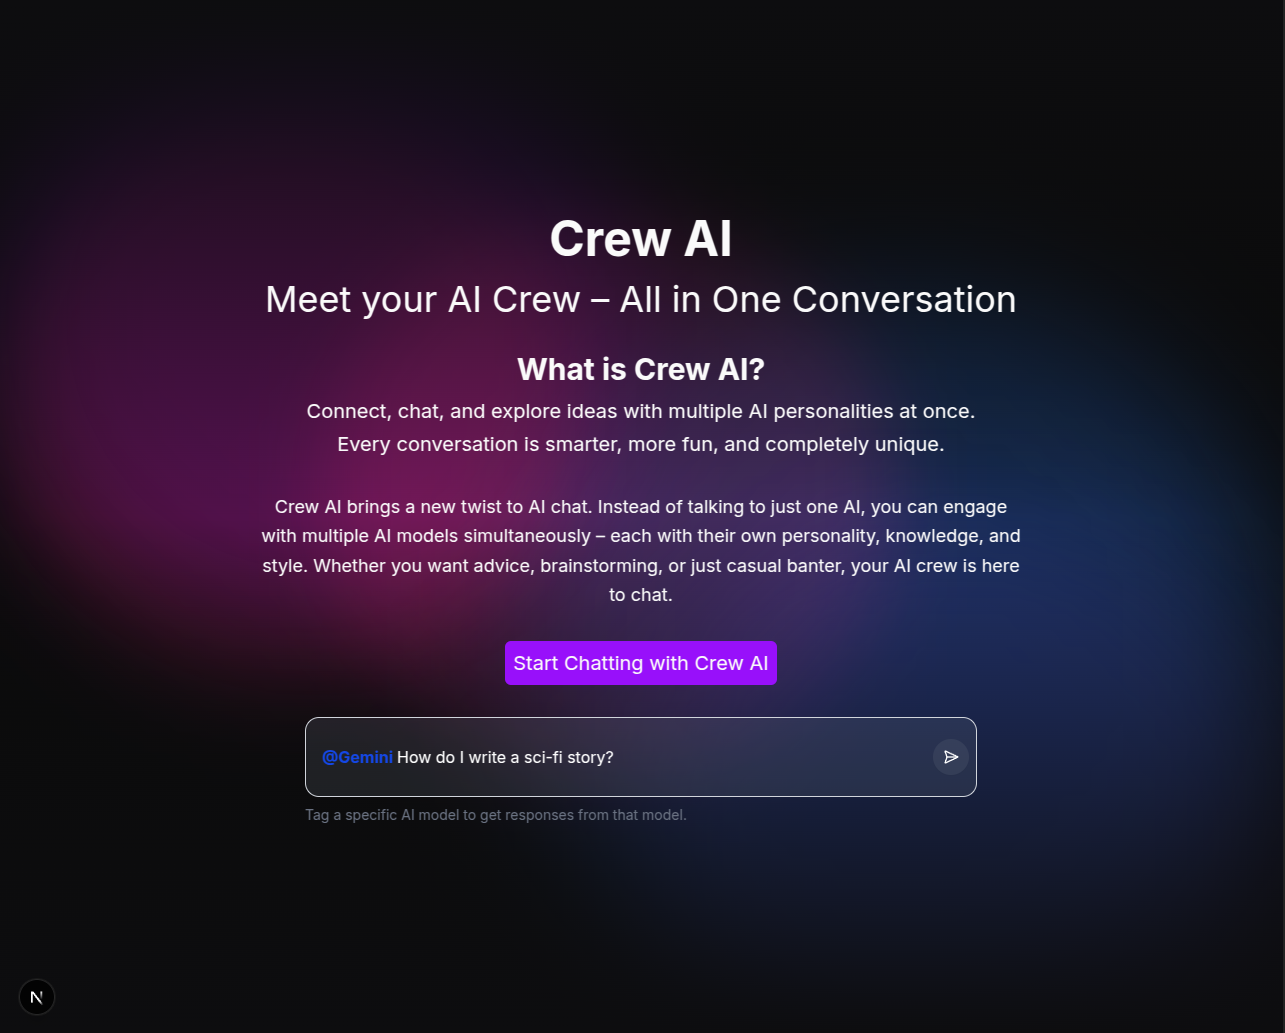 Crew AI
Meet your AI Crew – All in One Conversation
What is Crew AI?
Connect, chat, and explore ideas with multiple AI personalities at once.
Every conversation is smarter, more fun, and completely unique.
Crew AI brings a new twist to AI chat. Instead of talking to just one AI, you can engage
with multiple AI models simultaneously – each with their own personality, knowledge, and
style. Whether you want advice, brainstorming, or just casual banter, your AI crew is here
to chat.
Start Chatting with Crew AI
@Gemini How do I write a sci-fi story?
Tag a specific AI model to get responses from that model.
N